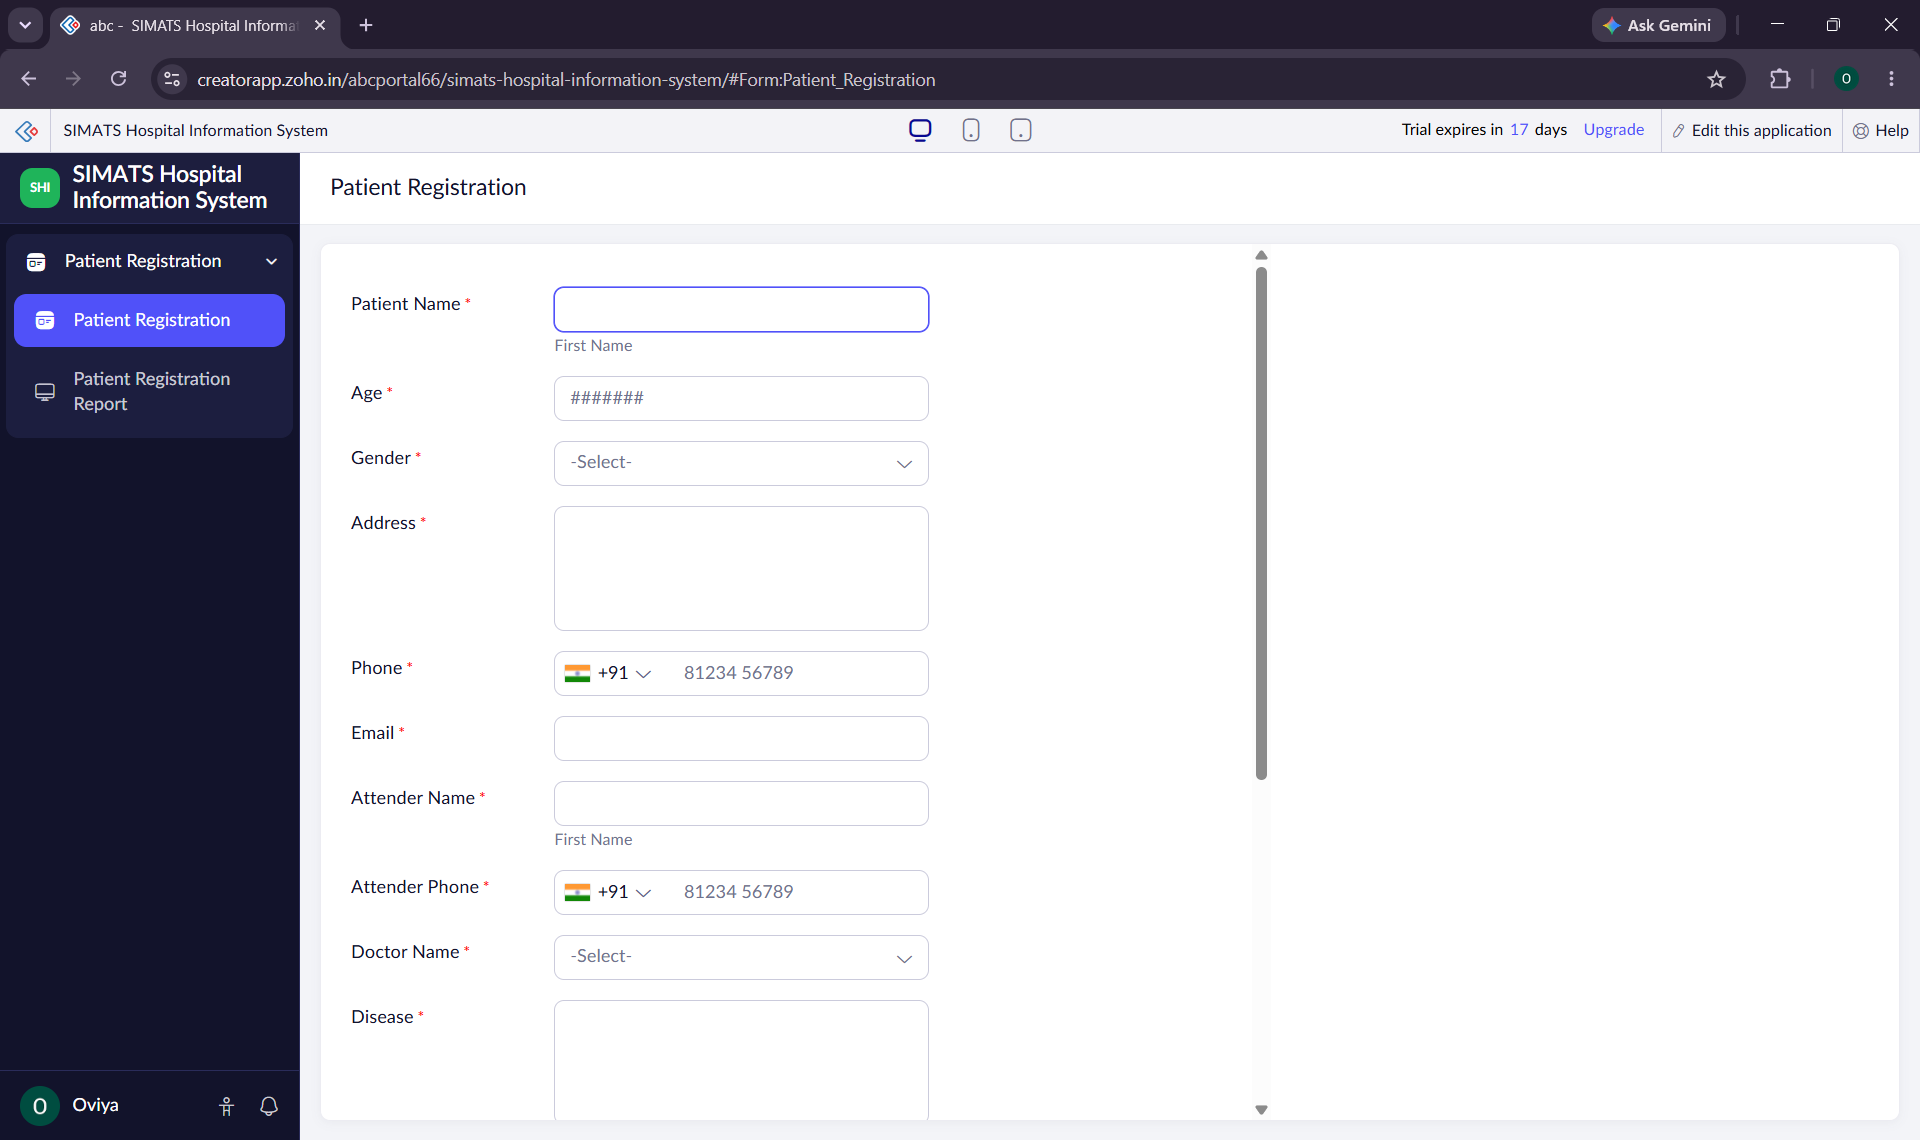 abc - SIMATS Hospital Informa
Ask Gemini
creatorapp.zoho.in/abcportal66/simats-hospital-information-system/#Form:Patient_Registration
O
SIMATS Hospital Information System
Trial expires in 17 days Upgrade
Edit this application
Help
SHI
SIMATS Hospital
Information System
Patient Registration
Patient Registration
Patient Registration
Report
O
Oviya
Patient Registration
Patient Name *
First Name
Age *
#######
Gender *
-Select-
Address *
Phone *
+91
81234 56789
Email *
Attender Name *
First Name
Attender Phone *
+91
81234 56789
Doctor Name *
-Select-
Disease *